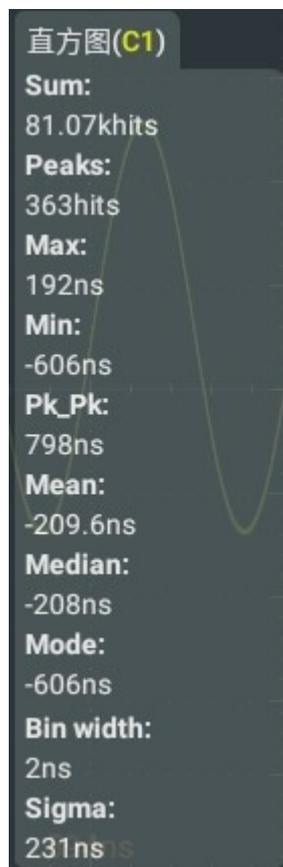 直方图(C1)
Sum:
81.07khits
Peaks:
363hits
Max:
192ns
Min:
-606ns
Pk_Pk:
798ns
Mean:
-209.6ns
Median:
-208ns
Mode:
-606ns
Bin width:
2ns
Sigma:
231ns